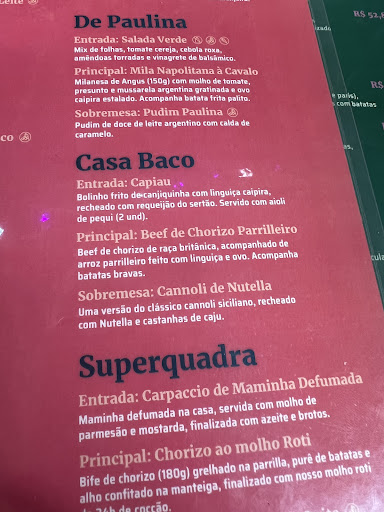 De Paulina
Entrada: Salada Verde
Mix de folhas, tomate cereja, cebola roxa,
amêndoas torradas e vinagrete de balsâmico.
Principal: Mila Napolitana à Cavalo
Milanesa de Angus (150g) com molho de tomate,
presunto e mussarela argentina gratinada e ovo
caipira estalado. Acompanha batata frita palito.
Sobremesa: Pudim Paulina
Pudim de doce de leite argentino com calda de
caramelo.
Casa Baco
Entrada: Capiau
Bolinho frito de canjiquinha com linguiça caipira,
recheado com requeijão do sertão. Servido com aioli
de pequi (2 und).
Principal: Beef de Chorizo Parrilleiro
Beef de chorizo de raça britânica, acompanhado de
arroz parrilleiro feito com linguiça e ovo. Acompanha
batatas bravas.
Sobremesa: Cannoli de Nutella
Uma versão do clássico cannoli siciliano, recheado
com Nutella e castanhas de caju.
Superquadra
Entrada: Carpaccio de Maminha Defumada
Maminha defumada na casa, servida com molho de
parmesão e mostarda, finalizada com azeite e brotos.
Principal: Chorizo ao molho Roti
Bife de chorizo (180g) grelhado na parrilla, purê de batatas e
alho confitado na manteiga, finalizado com nosso molho roti
de 24h de cocção.
R$ 52,
R$
e paris),
s com batatas